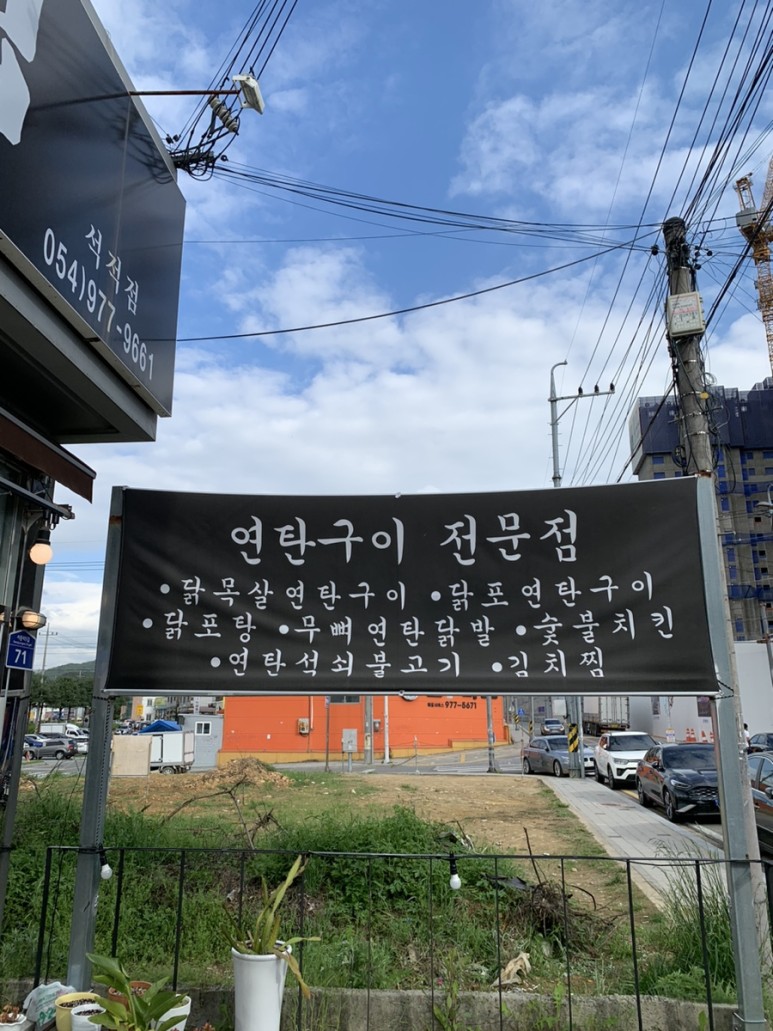 석적점
054)977-9661
연탄구이 전문점
•닭목살연탄구이 •닭포연탄구이
•닭포탕 •무뼈연탄닭발 •숯불치킨
•연탄석쇠불고기 •김치찜
71
977-5671